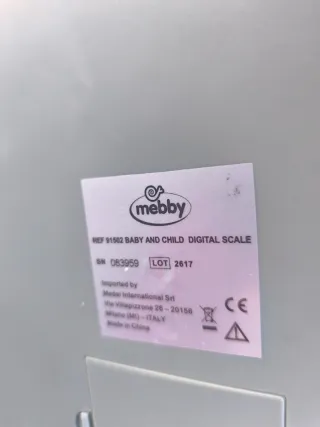 mebby
REF 91502 BABY AND CHILD DIGITAL SCALE
SN 083959 LOT 2617
Imported by
Medel International Srl
Via Villapizzone 26 - 20156
Milano (MI) - ITALY
Made in China
CE